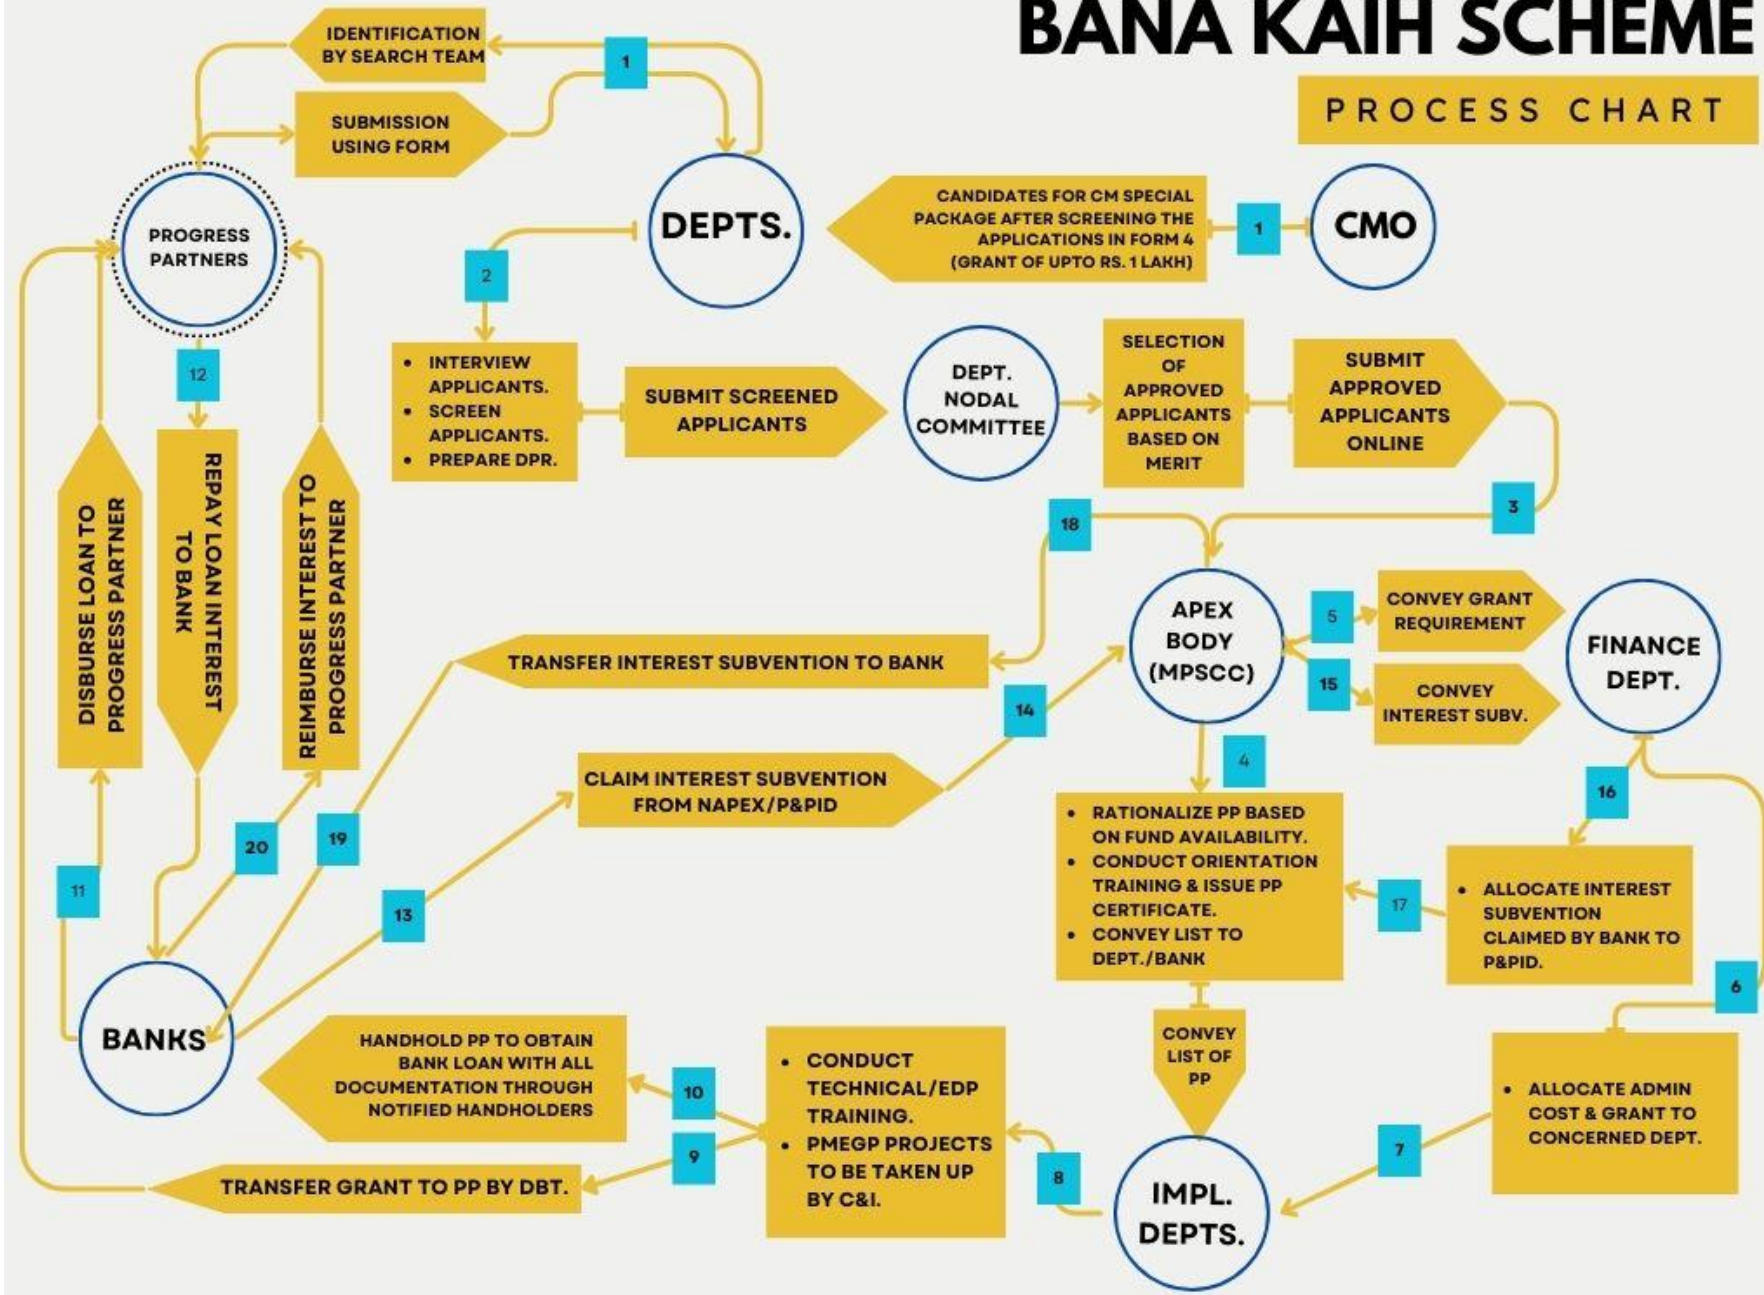 BANA KAIH SCHEME
PROCESS CHART
IDENTIFICATION
BY SEARCH TEAM
1
SUBMISSION
USING FORM
PROGRESS
PARTNERS
DEPTS.
CANDIDATES FOR CM SPECIAL
PACKAGE AFTER SCREENING THE
APPLICATIONS IN FORM 4
(GRANT OF UPTO RS. 1 LAKH)
1
CMO
2
• INTERVIEW
APPLICANTS.
• SCREEN
APPLICANTS.
• PREPARE DPR.
SUBMIT SCREENED
APPLICANTS
DEPT.
NODAL
COMMITTEE
SELECTION
OF
APPROVED
APPLICANTS
BASED ON
MERIT
SUBMIT
APPROVED
APPLICANTS
ONLINE
3
12
DISBURSE LOAN TO
PROGRESS PARTNER
REPAY LOAN INTEREST
TO BANK
REIMBURSE INTEREST TO
PROGRESS PARTNER
18
APEX
BODY
(MPSCC)
5
CONVEY GRANT
REQUIREMENT
15
CONVEY
INTEREST SUBV.
FINANCE
DEPT.
TRANSFER INTEREST SUBVENTION TO BANK
14
4
CLAIM INTEREST SUBVENTION
FROM NAPEX/P&PID
16
• RATIONALIZE PP BASED
ON FUND AVAILABILITY.
• CONDUCT ORIENTATION
TRAINING & ISSUE PP
CERTIFICATE.
• CONVEY LIST TO
DEPT./BANK
17
• ALLOCATE INTEREST
SUBVENTION
CLAIMED BY BANK TO
P&PID.
11
20
19
13
6
BANKS
HANDHOLD PP TO OBTAIN
BANK LOAN WITH ALL
DOCUMENTATION THROUGH
NOTIFIED HANDHOLDERS
10
9
• CONDUCT
TECHNICAL/EDP
TRAINING.
• PMEGP PROJECTS
TO BE TAKEN UP
BY C&I.
CONVEY
LIST OF
PP
• ALLOCATE ADMIN
COST & GRANT TO
CONCERNED DEPT.
7
8
TRANSFER GRANT TO PP BY DBT.
IMPL.
DEPTS.